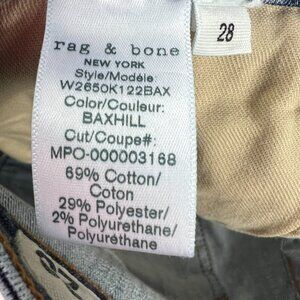 rag & bone
NEW YORK
Style/Modéle:
W2650K122BAX
Color/Couleur:
BAXHILL
Cut/Coupe#:
MPO-000003168
69% Cotton/
Coton
29% Polyester/
2% Polyurethane/
Polyuréthane
28